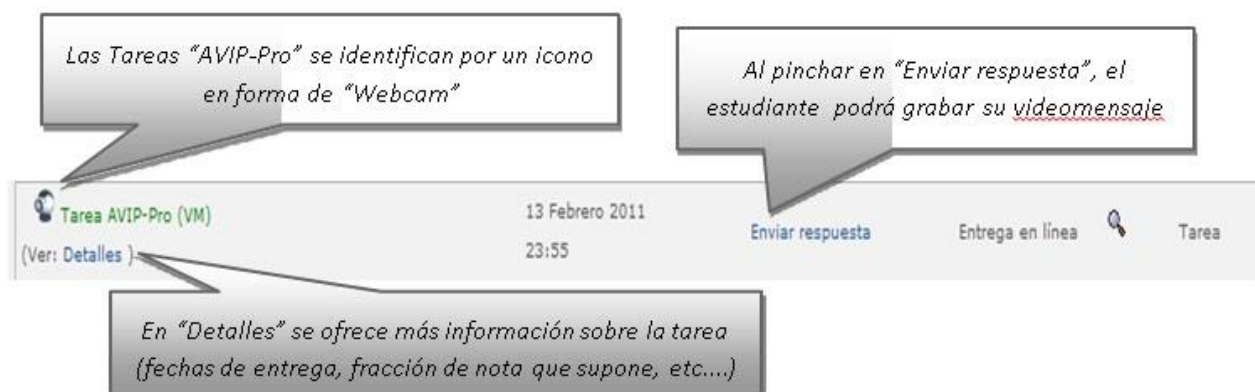 Las Tareas “AVIP-Pro” se identifican por un icono
en forma de “Webcam”
Al pinchar en “Enviar respuesta”, el
estudiante podrá grabar su videomensaje
Tarea AVIP-Pro (VM)
(Ver: Detalles )
13 Febrero 2011
23:55
Enviar respuesta
Entrega en línea
Tarea
En “Detalles” se ofrece más información sobre la tarea
(fechas de entrega, fracción de nota que supone, etc....)